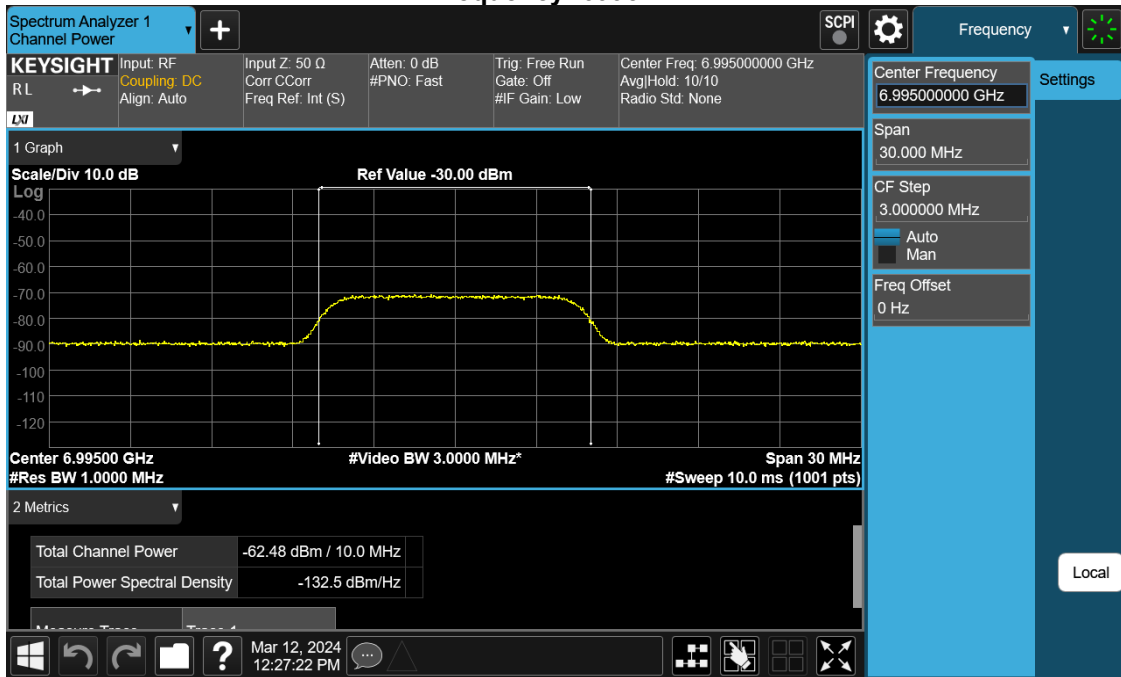 Spectrum Analyzer 1
Channel Power
SCPI
Frequency
KEYSIGHT
RL
LXI
Input: RF
Coupling: DC
Align: Auto
Input Z: 50 Ω
Corr CCorr
Freq Ref: Int (S)
Atten: 0 dB
#PNO: Fast
Trig: Free Run
Gate: Off
#IF Gain: Low
Center Freq: 6.995000000 GHz
Avg|Hold: 10/10
Radio Std: None
Center Frequency
6.995000000 GHz
Settings
Span
30.000 MHz
CF Step
3.000000 MHz
Auto
Man
Freq Offset
0 Hz
Local
1 Graph
Scale/Div 10.0 dB
Ref Value -30.00 dBm
Log
-40.0
-50.0
-60.0
-70.0
-80.0
-90.0
-100
-110
-120
Center 6.99500 GHz
#Video BW 3.0000 MHz*
Span 30 MHz
#Res BW 1.0000 MHz
#Sweep 10.0 ms (1001 pts)
2 Metrics
Total Channel Power -62.48 dBm / 10.0 MHz
Total Power Spectral Density -132.5 dBm/Hz
?
Mar 12, 2024
12:27:22 PM